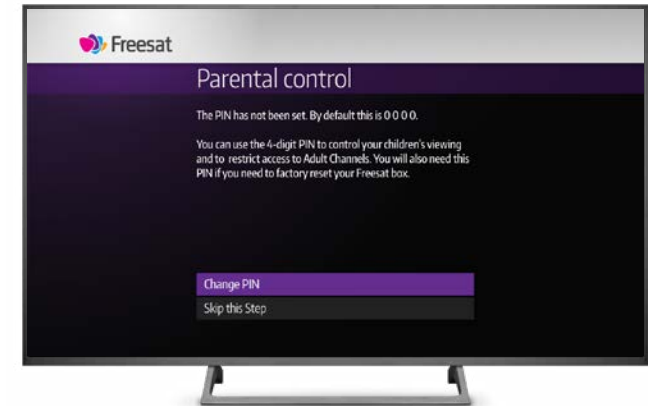 Freesat
Parental control
The PIN has not been set. By default this is 0 0 0 0.
You can use the 4-digit PIN to control your children's viewing
and to restrict access to Adult Channels. You will also need this
PIN if you need to factory reset your Freesat box.
Change PIN
Skip this Step